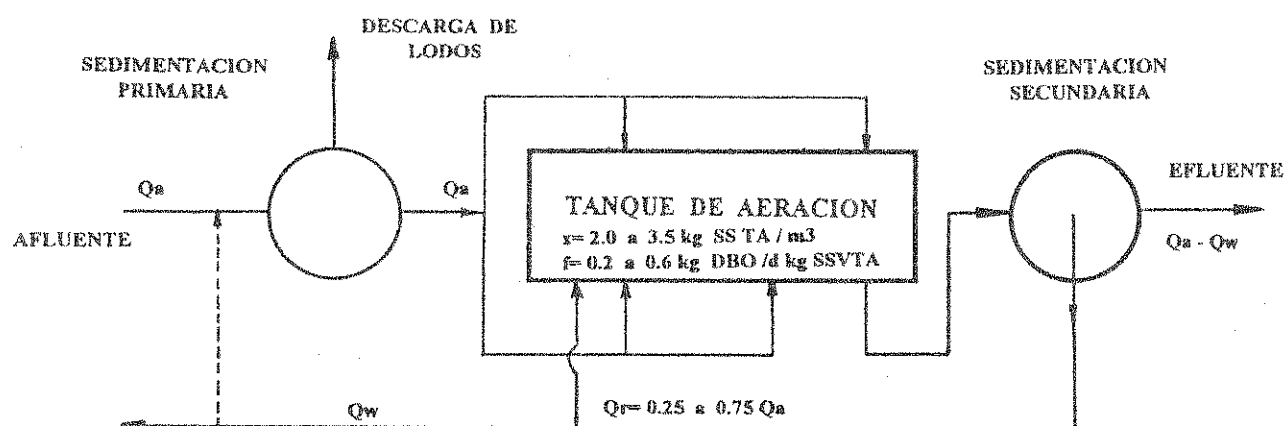 DESCARGA DE
LODOS
SEDIMENTACION
PRIMARIA
SEDIMENTACION
SECUNDARIA
Qa
Qa
AFLUENTE
TANQUE DE AERACION
x= 2.0 a 3.5 kg SS TA / m3
f= 0.2 a 0.6 kg DBO /d kg SSVTA
EFLUENTE
Qa - Qw
Qw
Qr= 0.25 a 0.75 Qa